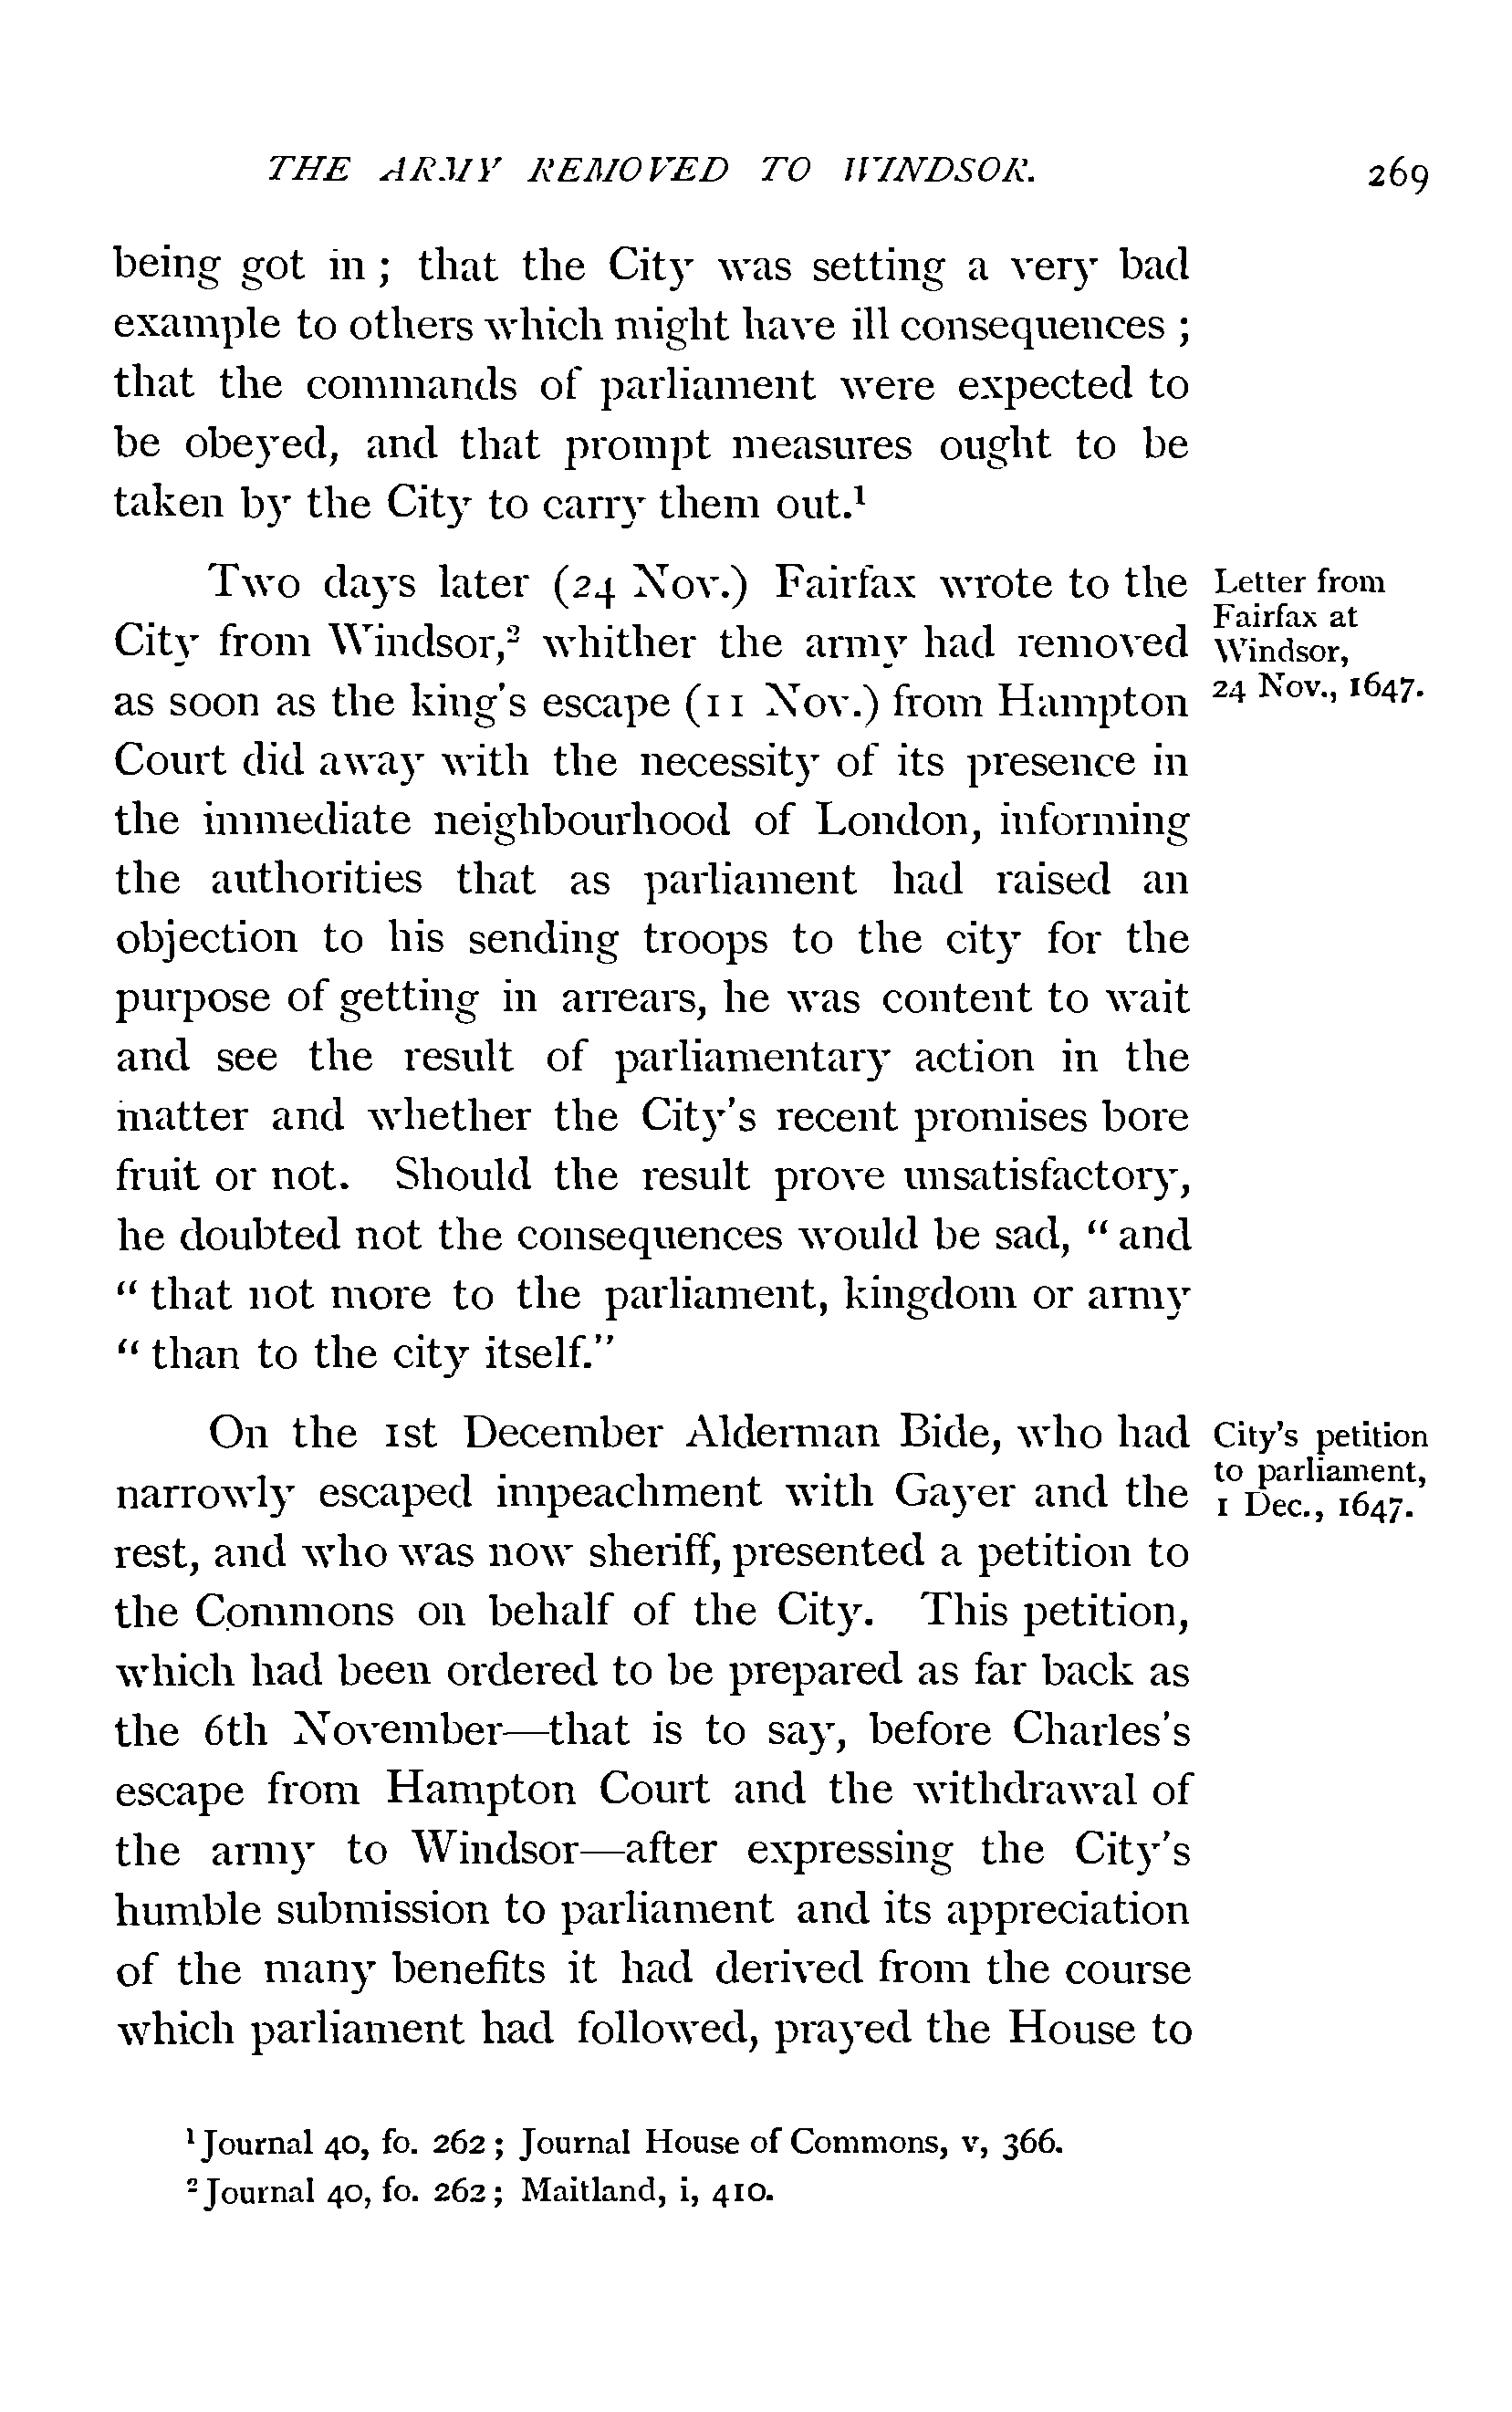 THE ARMY REMOVED TO WINDSOR. 269
being got in ; that the City was setting a very bad
example to others which might have ill consequences ;
that the commands of parliament were expected to
be obeyed, and that prompt measures ought to be
taken by the City to carry them out.¹
Two days later (24 Nov.) Fairfax wrote to the
City from Windsor,² whither the army had removed
as soon as the king's escape (11 Nov.) from Hampton
Court did away with the necessity of its presence in
the immediate neighbourhood of London, informing
the authorities that as parliament had raised an
objection to his sending troops to the city for the
purpose of getting in arrears, he was content to wait
and see the result of parliamentary action in the
matter and whether the City's recent promises bore
fruit or not. Should the result prove unsatisfactory,
he doubted not the consequences would be sad, “ and
“ that not more to the parliament, kingdom or army
“ than to the city itself.”
Letter from
Fairfax at
Windsor,
24 Nov., 1647.
On the 1st December Alderman Bide, who had
narrowly escaped impeachment with Gayer and the
rest, and who was now sheriff, presented a petition to
the Commons on behalf of the City. This petition,
which had been ordered to be prepared as far back as
the 6th November—that is to say, before Charles's
escape from Hampton Court and the withdrawal of
the army to Windsor—after expressing the City's
humble submission to parliament and its appreciation
of the many benefits it had derived from the course
which parliament had followed, prayed the House to
City's petition
to parliament,
1 Dec., 1647.
¹ Journal 40, fo. 262 ; Journal House of Commons, v, 366.
² Journal 40, fo. 262 ; Maitland, i, 410.